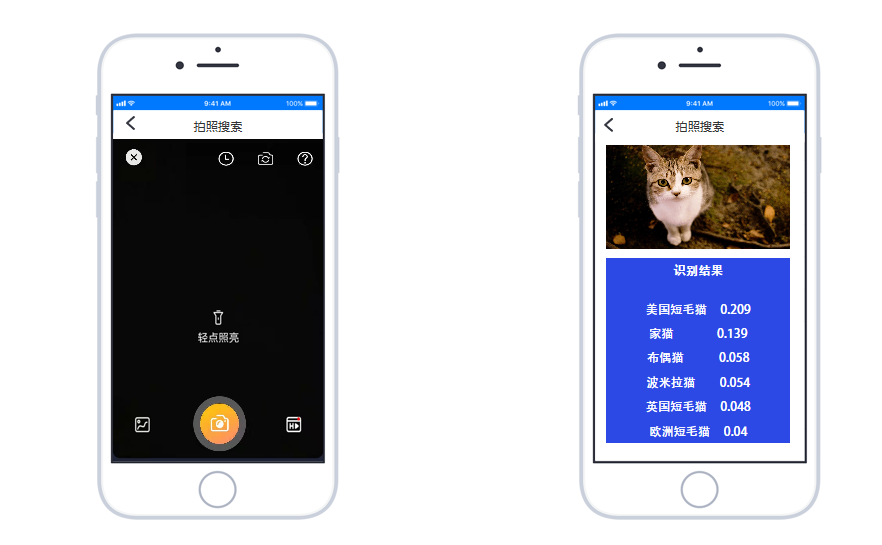 9:41 AM 100%
拍照搜索
轻点照亮
9:41 AM 100%
拍照搜索
识别结果
美国短毛猫 0.209
家猫 0.139
布偶猫 0.058
波米拉猫 0.054
英国短毛猫 0.048
欧洲短毛猫 0.04